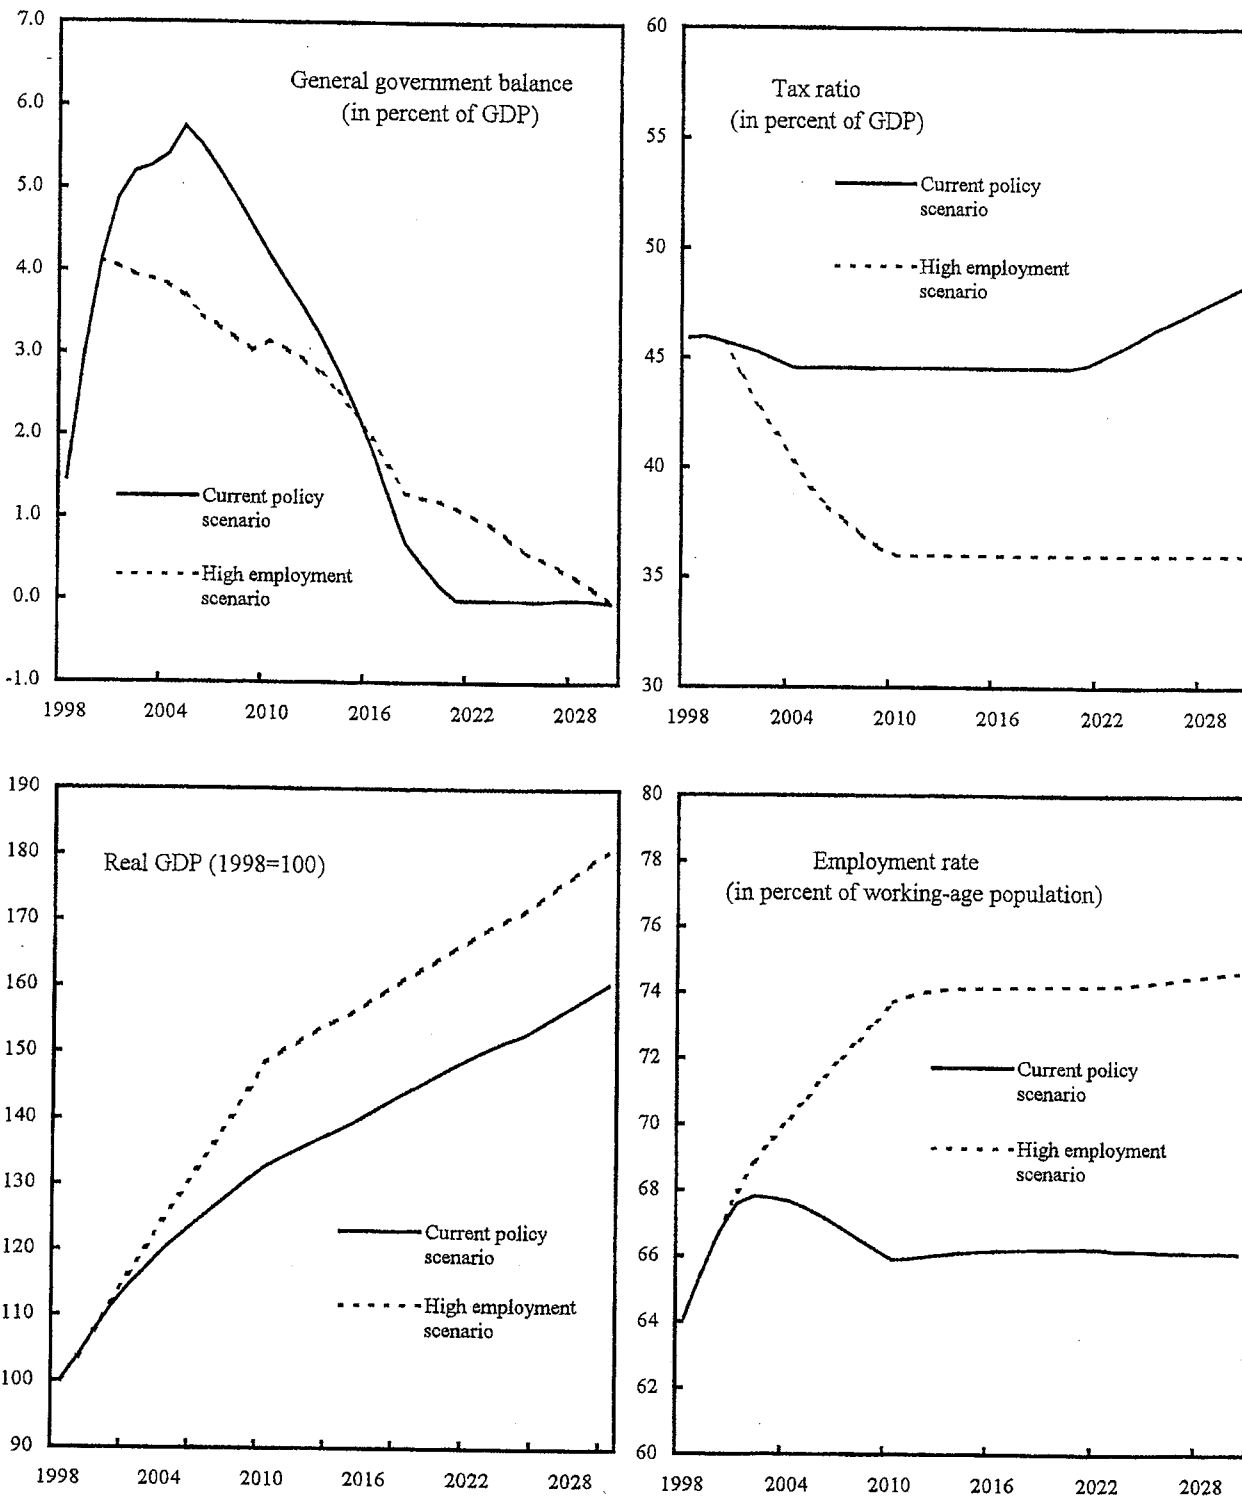 7.0
6.0
5.0
4.0
3.0
2.0
1.0
0.0
-1.0
General government balance
(in percent of GDP)
Current policy
scenario
High employment
scenario
1998 2004 2010 2016 2022 2028
60
55
50
45
40
35
30
Tax ratio
(in percent of GDP)
Current policy
scenario
High employment
scenario
1998 2004 2010 2016 2022 2028
190
180
170
160
150
140
130
120
110
100
90
Real GDP (1998=100)
Current policy
scenario
High employment
scenario
1998 2004 2010 2016 2022 2028
80
78
76
74
72
70
68
66
64
62
60
Employment rate
(in percent of working-age population)
Current policy
scenario
High employment
scenario
1998 2004 2010 2016 2022 2028